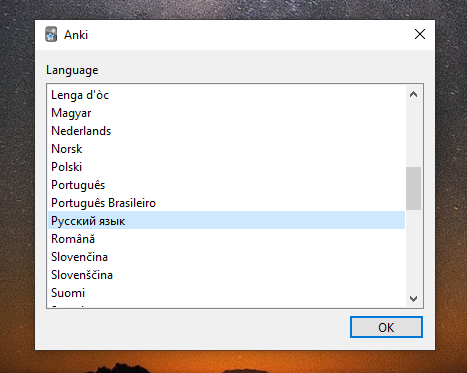 Anki
Language
Lenga d'òc
Magyar
Nederlands
Norsk
Polski
Português
Português Brasileiro
Русский язык
Română
Slovenčina
Slovenščina
Suomi
OK